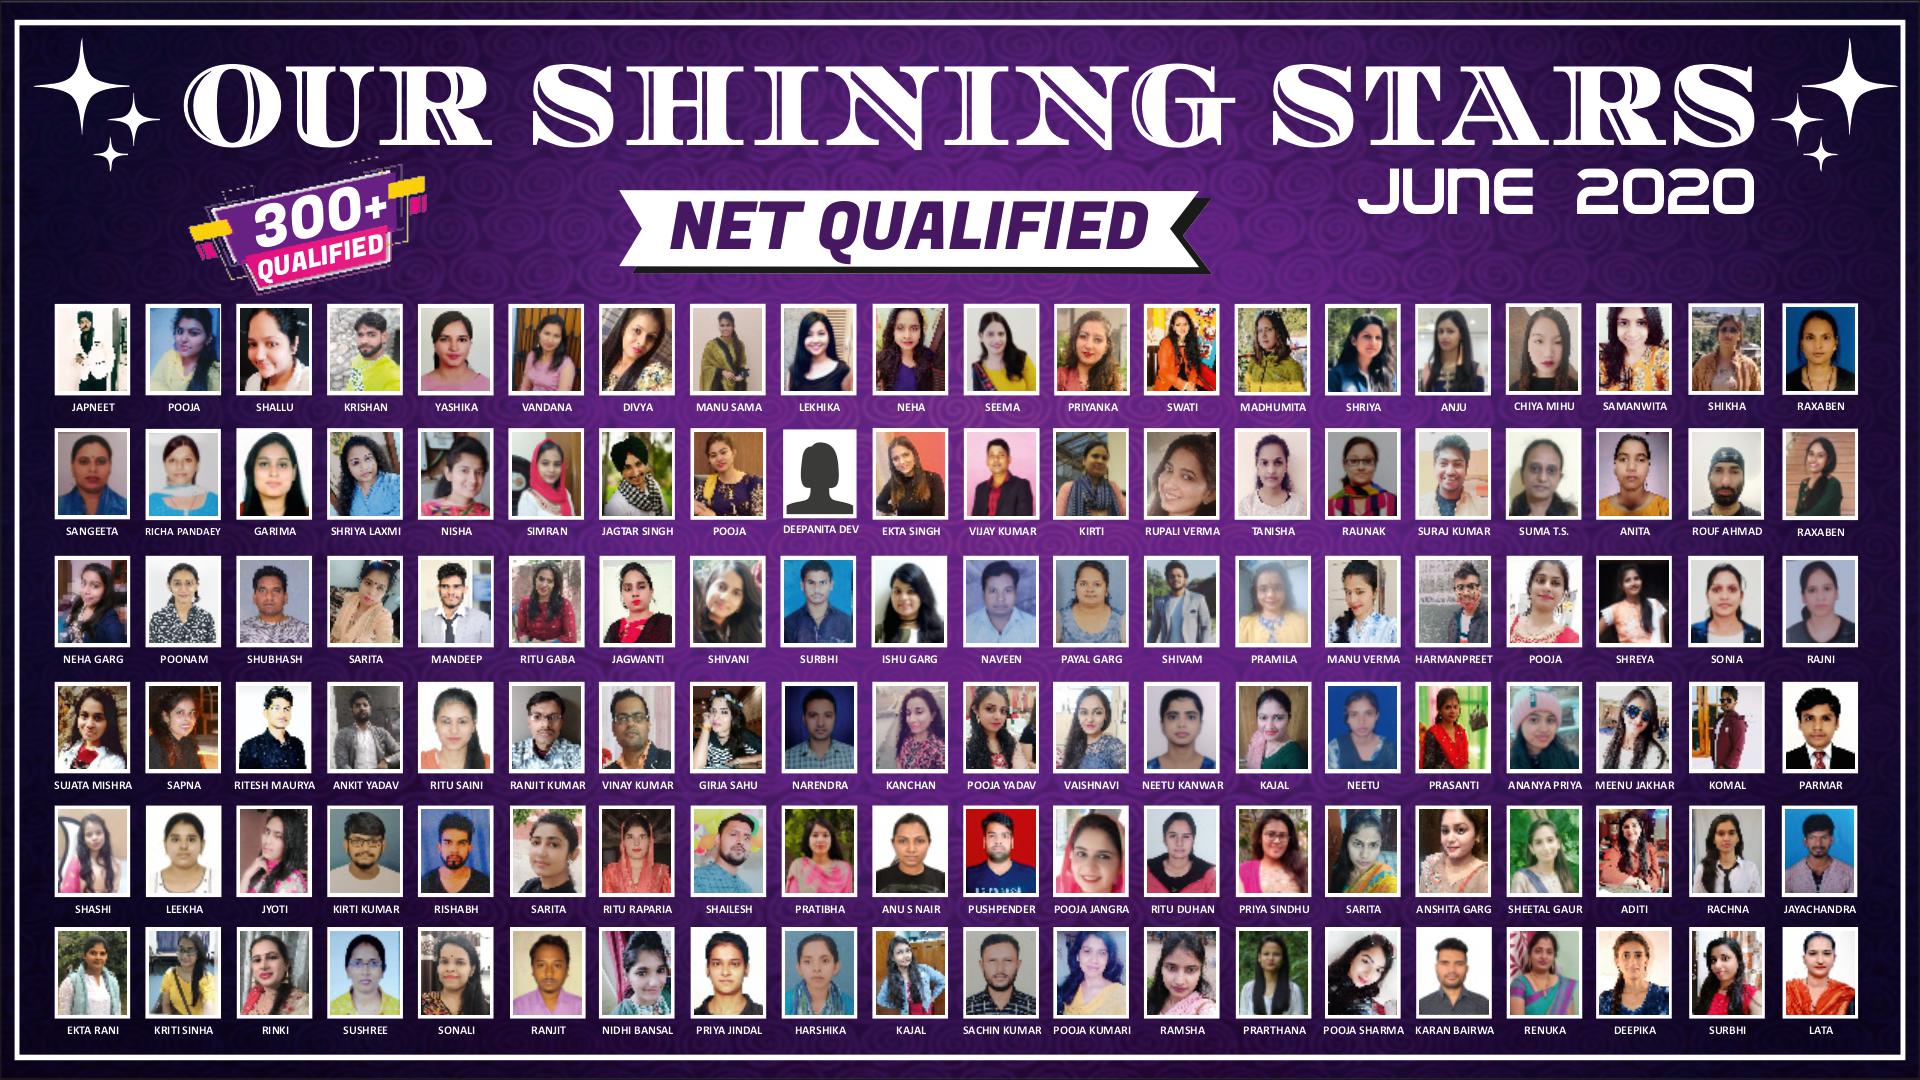 OUR SHINING STARS
JUNE 2020
300+
QUALIFIED
NET QUALIFIED
JAPNEET POOJA SHALLU KRISHAN YASHIKA VANDANA DIVYA MANU SAMA LEKHIKA NEHA SEEMA PRIYANKA SWATI MADHUMITA SHRIYA ANJU CHIYA MIHU SAMANWITA SHIKHA RAXABEN
SANGEETA RICHA PANDAEY GARIMA SHRIYA LAXMI NISHA SIMRAN JAGTAR SINGH POOJA DEEPANITA DEV EKTA SINGH VIJAY KUMAR KIRTI RUPALI VERMA TANISHA RAUNAK SURAJ KUMAR SUMA T.S. ANITA ROUF AHMAD RAXABEN
NEHA GARG POONAM SHUBHASH SARITA MANDEEP RITU GABA JAGWANTI SHIVANI SURBHI ISHU GARG NAVEEN PAYAL GARG SHIVAM PRAMILA MANU VERMA HARMANPREET POOJA SHREYA SONIA RAJNI
SUJATA MISHRA SAPNA RITESH MAURYA ANKIT YADAV RITU SAINI RANJIT KUMAR VINAY KUMAR GIRJA SAHU NARENDRA KANCHAN POOJA YADAV VAISHNAVI NEETU KANWAR KAJAL NEETU PRASANTI ANANYA PRIYA MEENU JAKHAR KOMAL PARMAR
SHASHI LEEKHA JYOTI KIRTI KUMAR RISHABH SARITA RITU RAPARIA SHAILESH PRATIBHA ANU S NAIR PUSHPENDER POOJA JANGRA RITU DUHAN PRIYA SINDHU SARITA ANSHITA GARG SHEETAL GAUR ADITI RACHNA JAYACHANDRA
EKTA RANI KRITI SINHA RINKI SUSHREE SONALI RANJIT NIDHI BANSAL PRIYA JINDAL HARSHIKA KAJAL SACHIN KUMAR POOJA KUMARI RAMSHA PRARTHANA POOJA SHARMA KARAN BAIRWA RENUKA DEEPIKA SURBHI LATA